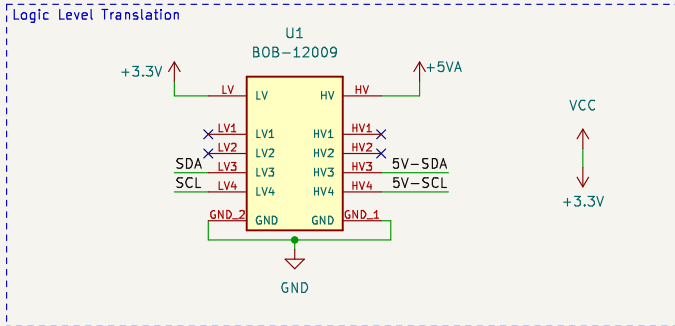 Logic Level Translation
U1
BOB-12009
+3.3V
+5VA
LV
LV
HV
HV
VCC
LV1
LV1
HV1
HV1
LV2
LV2
HV2
HV2
SDA
LV3
LV3
HV3
HV3
5V-SDA
SCL
LV4
LV4
HV4
HV4
5V-SCL
+3.3V
GND_2
GND
GND
GND_1
GND